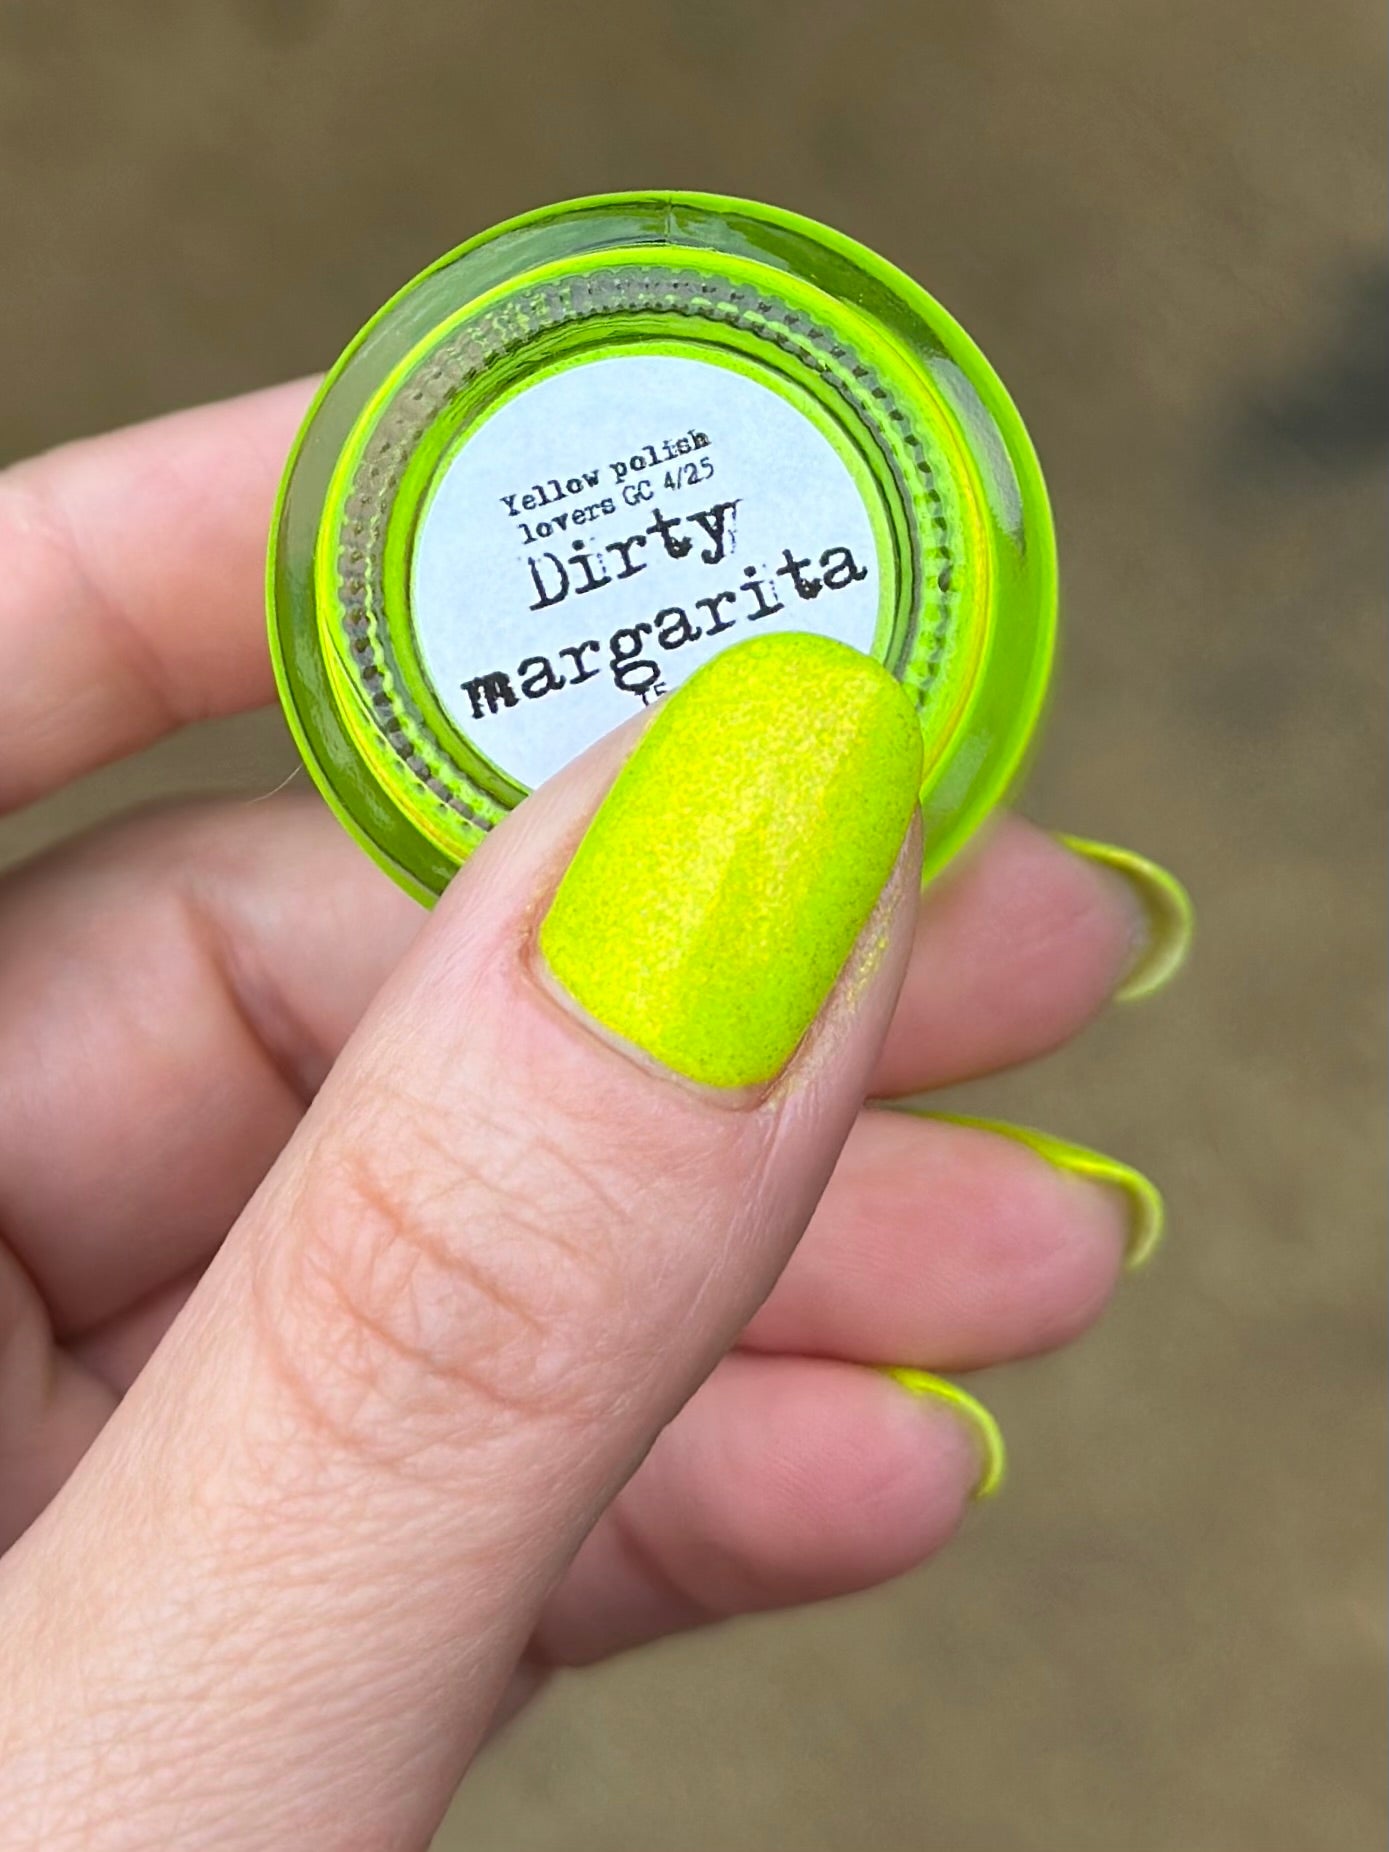 Yellow polish
lovers GC 4/25
Dirty
margarita